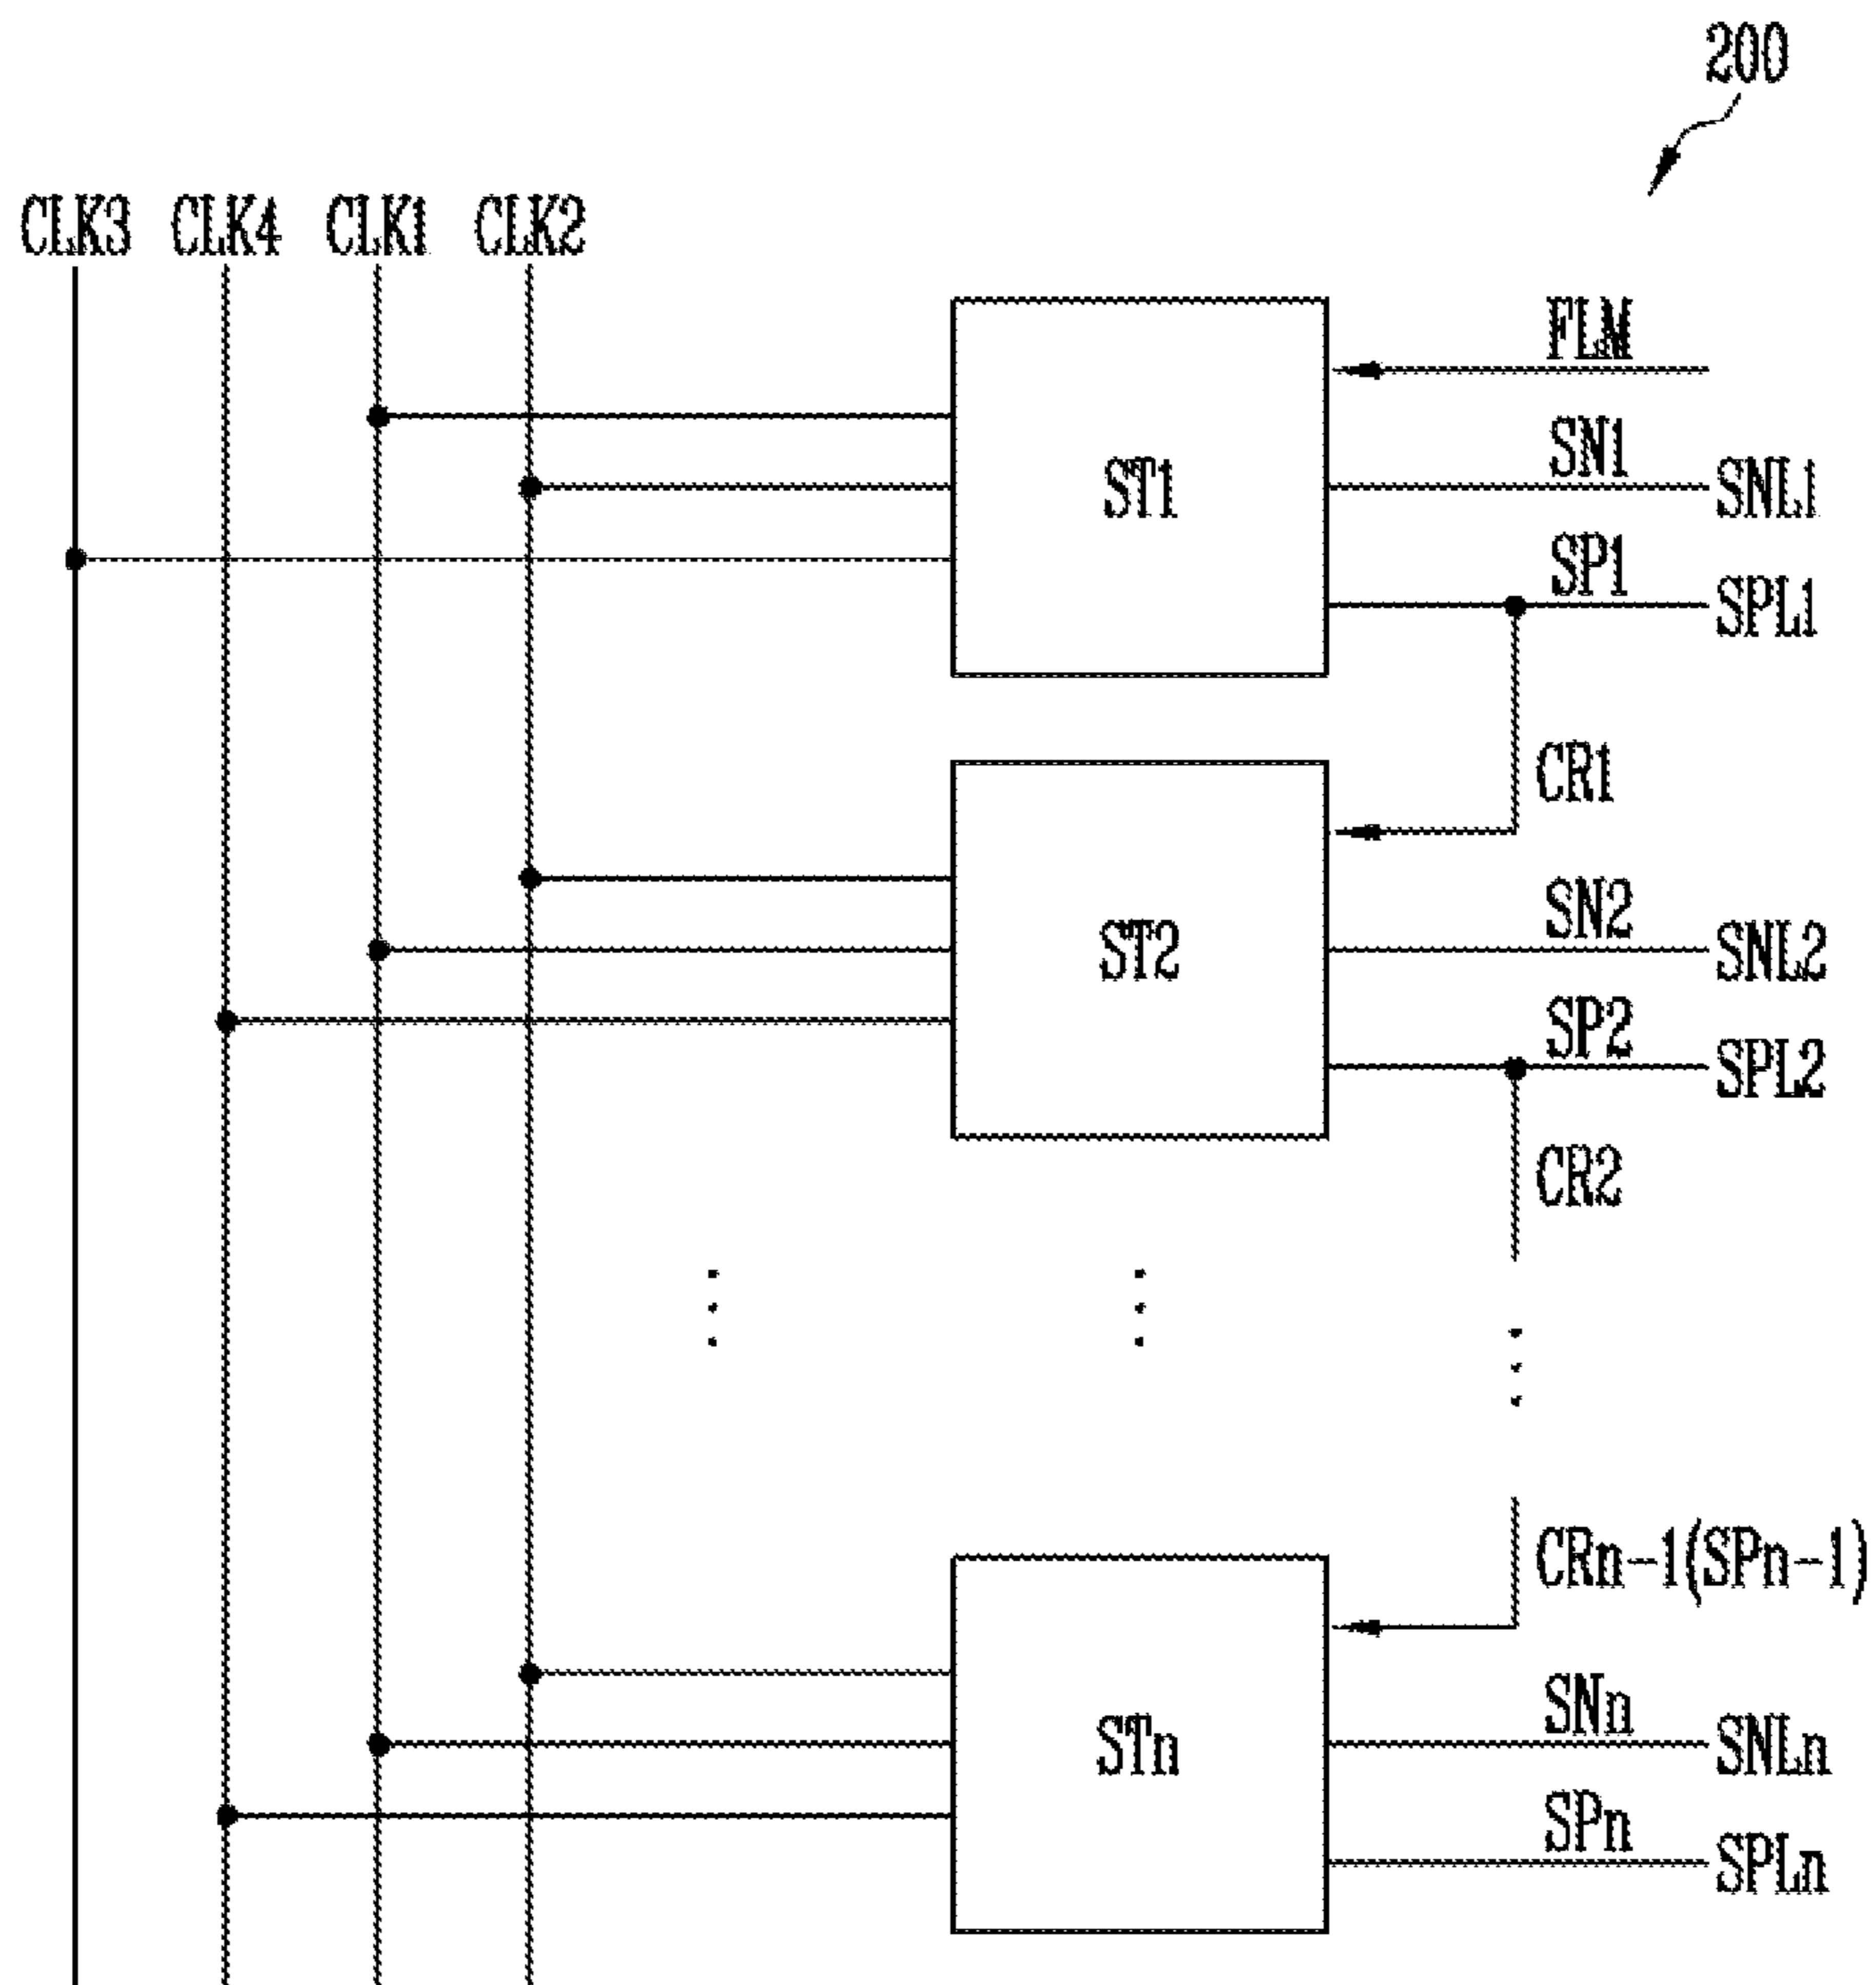 200
CLK3 CLK4 CLK1 CLK2
FLM
SN1
ST1
SNL1
SP1
SPL1
CR1
SN2
ST2
SNL2
SP2
SPL2
CR2
CRn-1(SPn-1)
SNn
STn
SNLn
SPn
SPLn